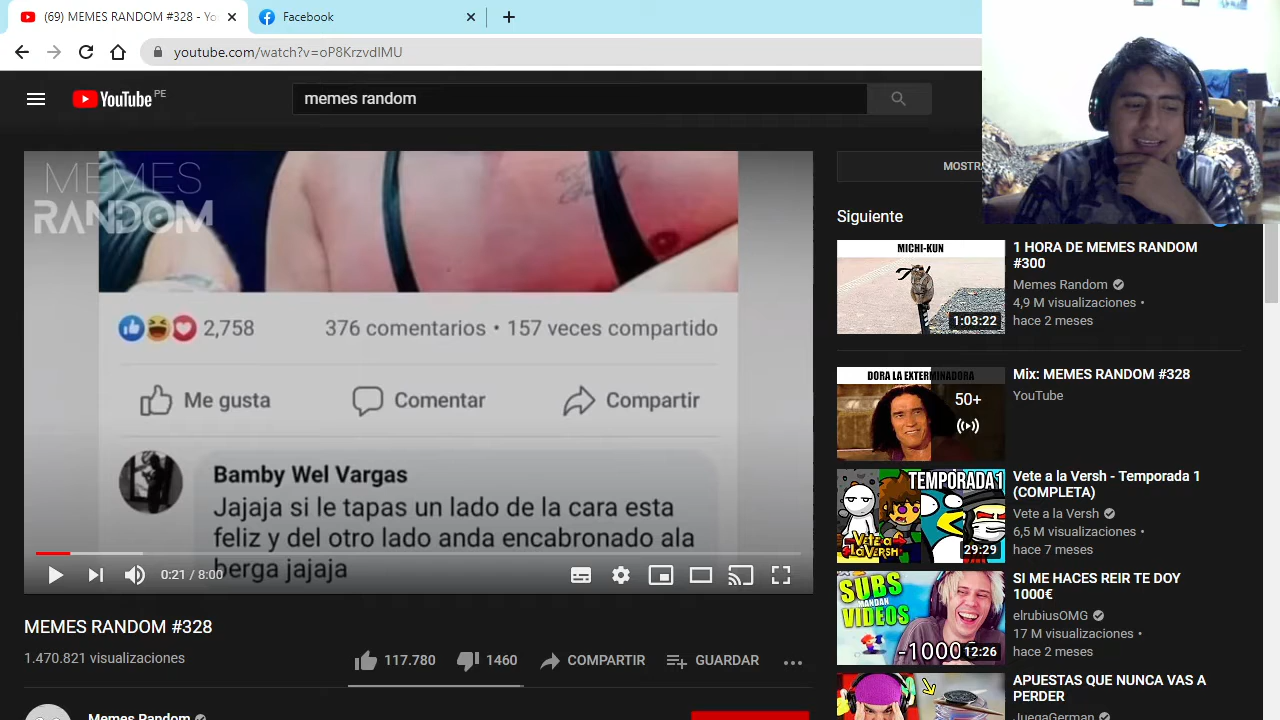 (69) MEMES RANDOM #328 - Yo
Facebook
youtube.com/watch?v=oP8KrzvdIMU
YouTube PE
memes random
MEMES
RANDOM
2,758
376 comentarios • 157 veces compartido
Me gusta
Comentar
Compartir
Bamby Wel Vargas
Jajaja si le tapas un lado de la cara esta
feliz y del otro lado anda encabronado ala
berga jajaja
0:21 / 8:00
MEMES RANDOM #328
1.470.821 visualizaciones
117.780
1460
COMPARTIR
GUARDAR
Memes Random
MOSTR
Siguiente
MICHI-KUN
1:03:22
1 HORA DE MEMES RANDOM
#300
Memes Random
4,9 M visualizaciones •
hace 2 meses
DORA LA EXTERMINADORA
50+
Mix: MEMES RANDOM #328
YouTube
TEMPORADA 1
VETE A
LA VERSH
29:29
Vete a la Versh - Temporada 1
(COMPLETA)
Vete a la Versh
6,5 M visualizaciones •
hace 7 meses
SUBS
MANDAN
VIDEOS
-1000€
12:26
SI ME HACES REIR TE DOY
1000€
elrubiusOMG
17 M visualizaciones •
hace 2 meses
APUESTAS QUE NUNCA VAS A
PERDER
JuegaGerman